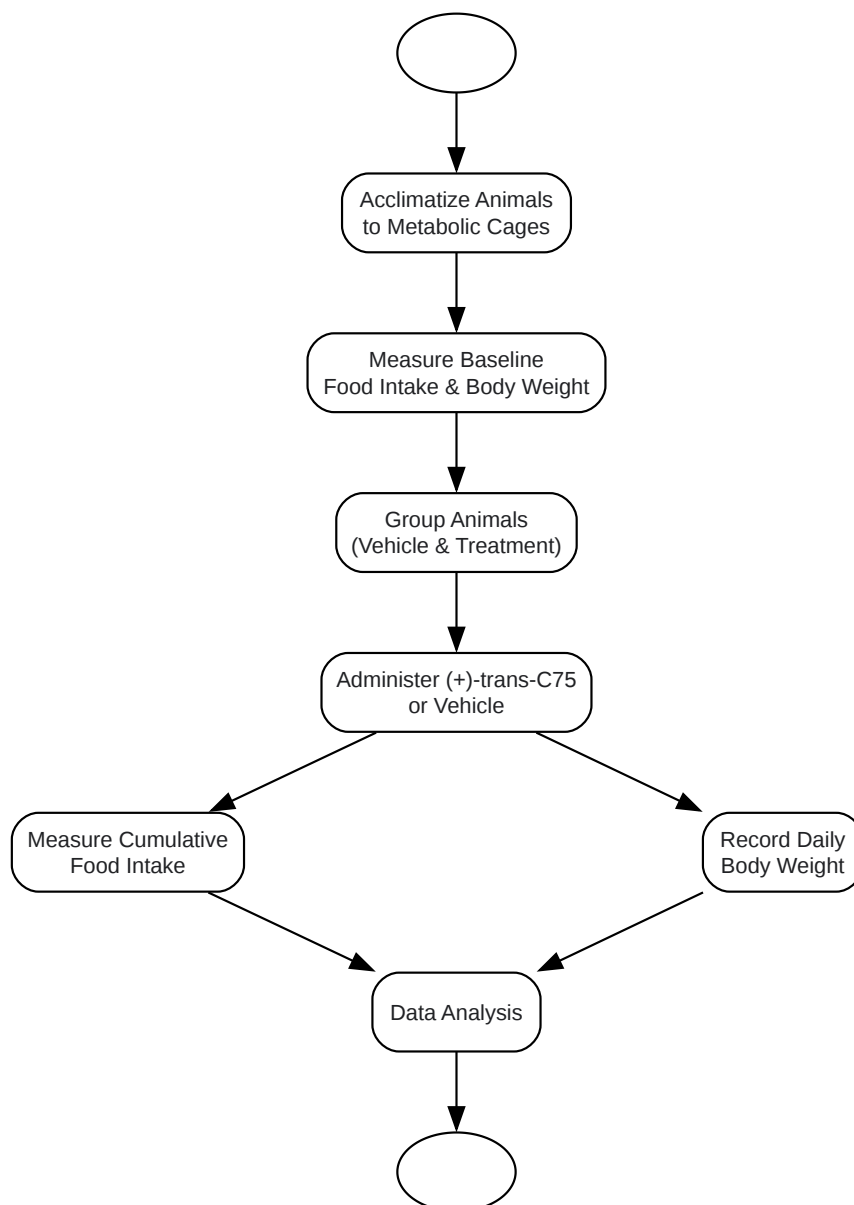 Acclimatize Animals
to Metabolic Cages
Measure Baseline
Food Intake & Body Weight
Group Animals
(Vehicle & Treatment)
Administer (+)-trans-C75
or Vehicle
Measure Cumulative
Food Intake
Record Daily
Body Weight
Data Analysis